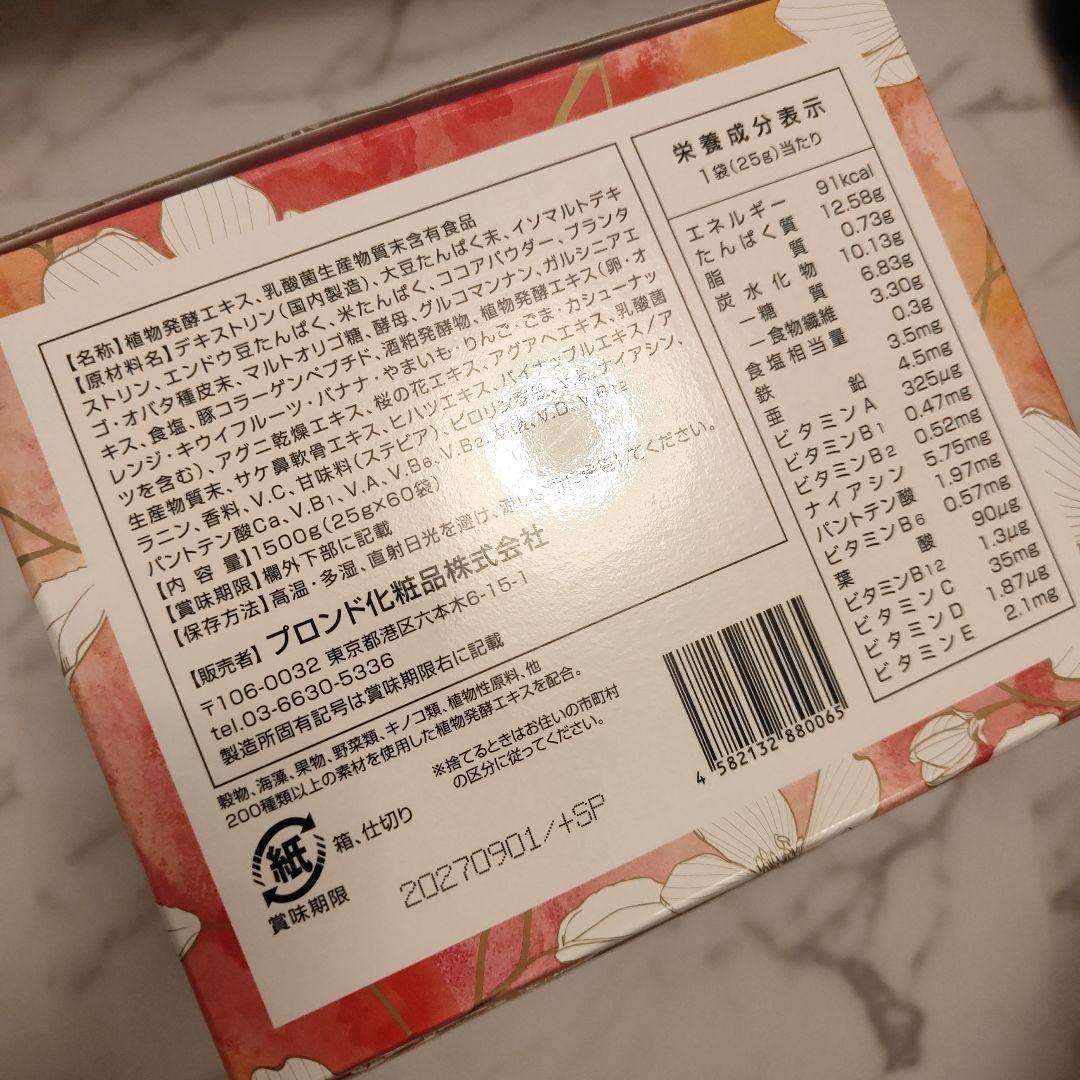 【名称】植物発酵エキス、乳酸菌生産物質末含有食品
【原材料名】デキストリン(国内製造)、大豆たんぱく末、イソマルトデキ
ストリン、エンドウ豆たんぱく、米たんぱく、ココアパウダー、プランタ
ゴ・オバタ種皮末、マルトオリゴ糖、酵母、グルコマンナン、ガルシニアエ
キス、食塩、豚コラーゲンペプチド、酒粕発酵物、植物発酵エキス(卵・オ
レンジ・キウイフルーツ・バナナ・やまいも・りんご・ごま・カシューナッ
ツを含む)、アグニ乾燥エキス、桜の花エキス、アグアヘエキス、乳酸菌
生産物質末、サケ鼻軟骨エキス、ヒハツエキス、パイナップルエキス/ア
ラニン、香料、V.C、甘味料(ステビア)、ピロリン ナイアシン、
パントテン酸Ca、V.B1、V.A、V.B6、V.B2、 V.D、
【内 容 量】1500g(25g×60袋)
【賞味期限】欄外下部に記載
【保存方法】高温・多湿、直射日光を避け、 してください。
【販売者】プロンド化粧品株式会社
〒106-0032 東京都港区六本木6-15-1
tel.03-6630-5336
製造所固有記号は賞味期限右に記載
穀物、海藻、果物、野菜類、キノコ類、植物性原料、他
200種類以上の素材を使用した植物発酵エキスを配合。
※捨てるときはお住いの市町村
の区分に従ってください。
紙
箱、仕切り
賞味期限
20270901/+SP
栄養成分表示
1袋(25g)当たり
エネルギー 91kcal
たんぱく質 12.58g
脂質 0.73g
炭水化物 10.13g
ー糖質 6.83g
ー食物繊維 3.30g
食塩相当量 0.3g
鉄 3.5mg
亜鉛 4.5mg
ビタミンA 325μg
ビタミンB1 0.47mg
ビタミンB2 0.52mg
ナイアシン 5.75mg
パントテン酸 1.97mg
ビタミンB6 0.57mg
葉酸 90μg
ビタミンB12 1.3μg
ビタミンC 35mg
ビタミンD 1.87μg
ビタミンE 2.1mg
4 582132 880065